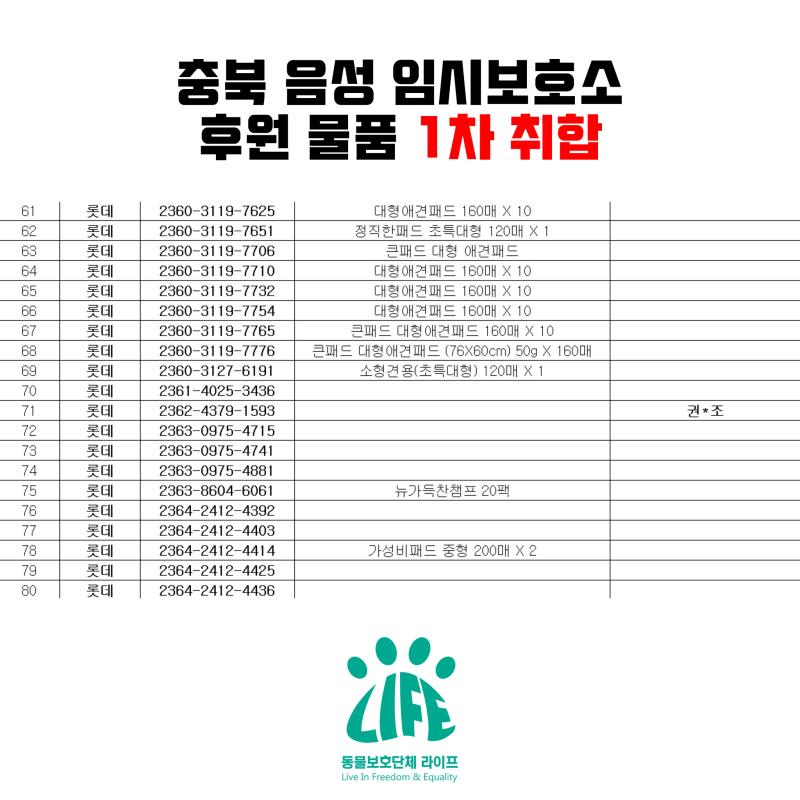 충북 음성 임시보호소
후원 물품 1차 취합
61 롯데 2360-3119-7625 대형애견패드 160매 X 10
62 롯데 2360-3119-7651 정직한패드 초특대형 120매 X 1
63 롯데 2360-3119-7706 큰패드 대형 애견패드
64 롯데 2360-3119-7710 대형애견패드 160매 X 10
65 롯데 2360-3119-7732 대형애견패드 160매 X 10
66 롯데 2360-3119-7754 대형애견패드 160매 X 10
67 롯데 2360-3119-7765 큰패드 대형애견패드 160매 X 10
68 롯데 2360-3119-7776 큰패드 대형애견패드 (76X60cm) 50g X 160매
69 롯데 2360-3127-6191 소형견용(초특대형) 120매 X 1
70 롯데 2361-4025-3436
71 롯데 2362-4379-1593 권*조
72 롯데 2363-0975-4715
73 롯데 2363-0975-4741
74 롯데 2363-0975-4881
75 롯데 2363-8604-6061 뉴가득찬챔프 20팩
76 롯데 2364-2412-4392
77 롯데 2364-2412-4403
78 롯데 2364-2412-4414 가성비패드 중형 200매 X 2
79 롯데 2364-2412-4425
80 롯데 2364-2412-4436
LIFE
동물보호단체 라이프
Live In Freedom & Equality